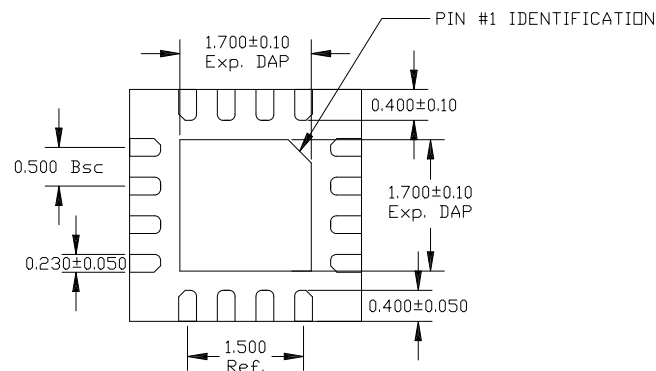 PIN #1 IDENTIFICATION
1.700±0.10
Exp. DAP
0.400±0.10
0.500 Bsc
1.700±0.10
Exp. DAP
0.230±0.050
0.400±0.050
1.500
Ref.